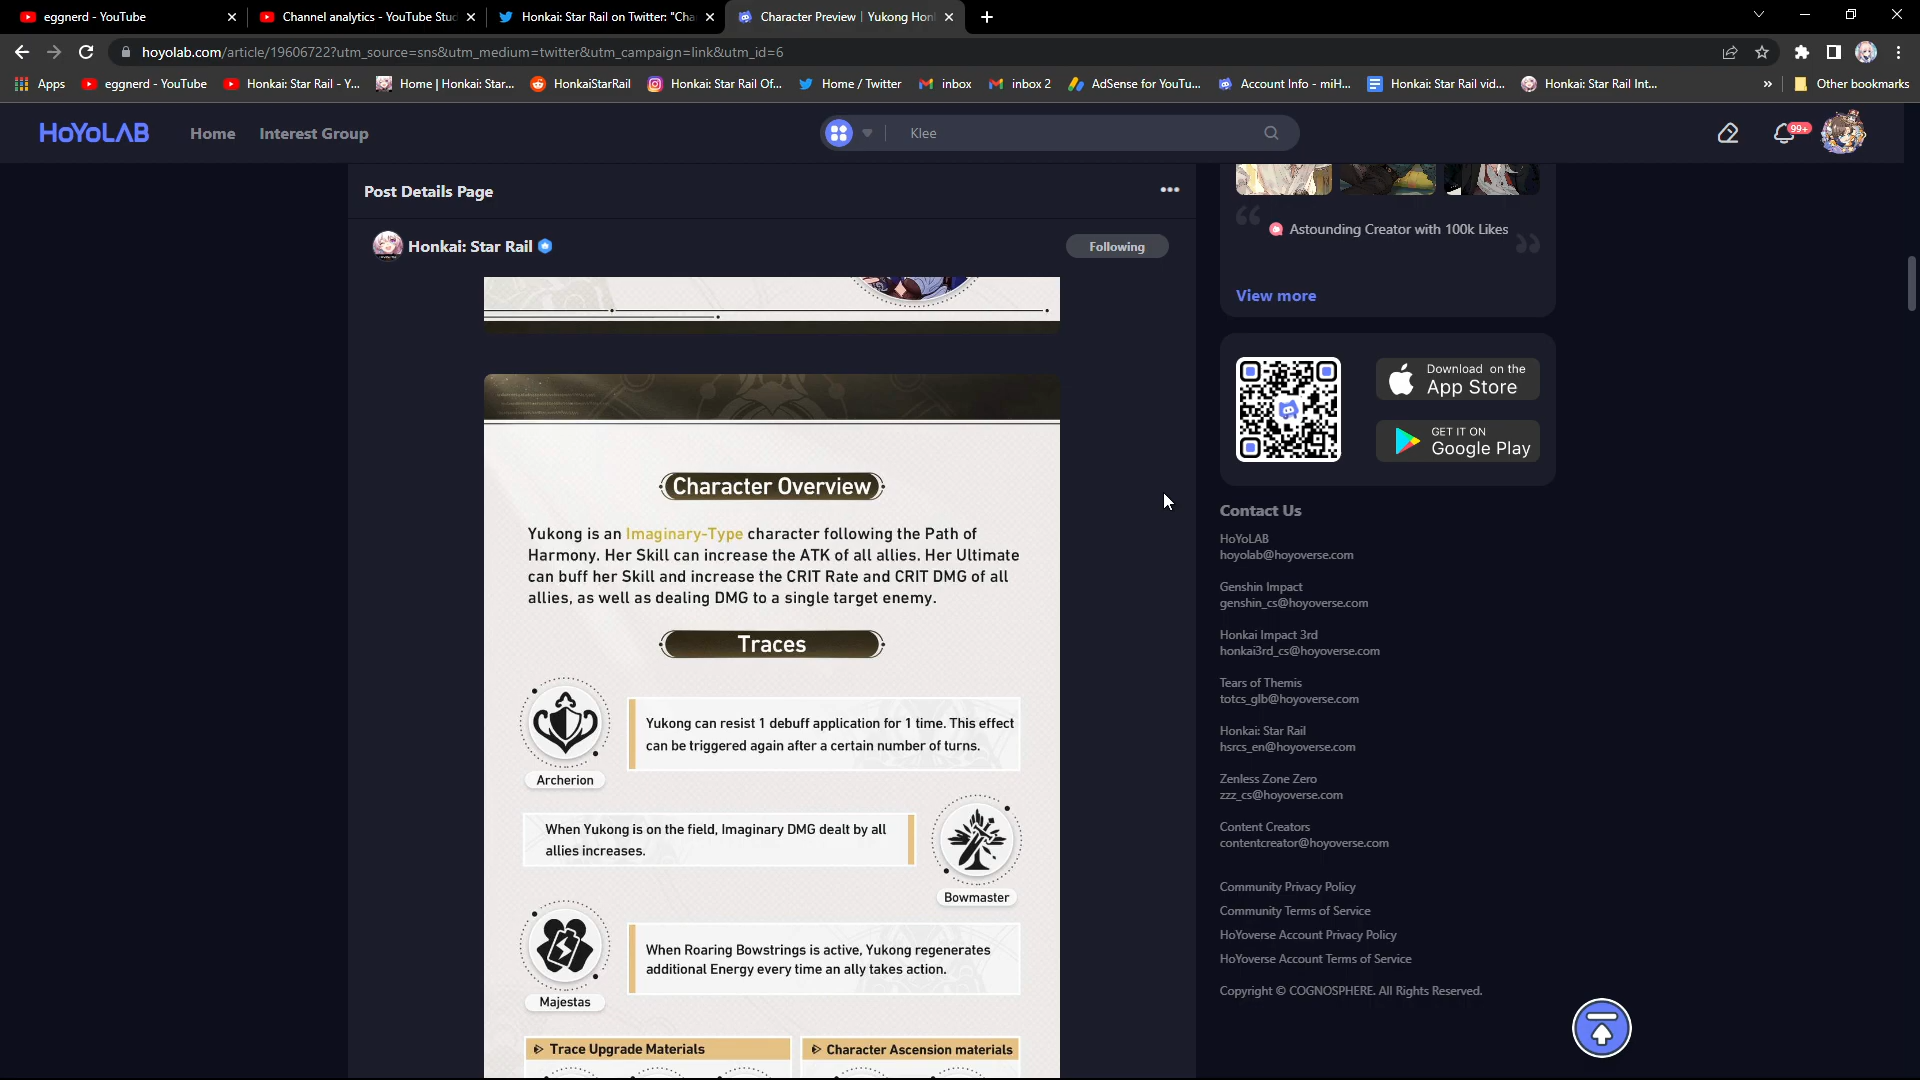 eggnerd - YouTube
Channel analytics - YouTube Stud
Honkai: Star Rail on Twitter: "Cha
Character Preview | Yukong Honk
hoyolab.com/article/19606722?utm_source=sns&utm_medium=twitter&utm_campaign=link&utm_id=6
Apps
eggnerd - YouTube
Honkai: Star Rail - Y...
Home | Honkai: Star...
HonkaiStarRail
Honkai: Star Rail Of...
Home / Twitter
inbox
inbox 2
AdSense for YouTu...
Account Info - miH...
Honkai: Star Rail vid...
Honkai: Star Rail Int...
»
Other bookmarks
HoYoLAB
Home
Interest Group
Klee
99+
Post Details Page
Honkai: Star Rail
Following
Character Overview
Yukong is an Imaginary-Type character following the Path of
Harmony. Her Skill can increase the ATK of all allies. Her Ultimate
can buff her Skill and increase the CRIT Rate and CRIT DMG of all
allies, as well as dealing DMG to a single target enemy.
Traces
Yukong can resist 1 debuff application for 1 time. This effect
can be triggered again after a certain number of turns.
Archerion
When Yukong is on the field, Imaginary DMG dealt by all
allies increases.
Bowmaster
When Roaring Bowstrings is active, Yukong regenerates
additional Energy every time an ally takes action.
Majestas
Trace Upgrade Materials
Character Ascension materials
Astounding Creator with 100k Likes
View more
Download on the
App Store
GET IT ON
Google Play
Contact Us
HoYoLAB
hoyolab@hoyoverse.com
Genshin Impact
genshin_cs@hoyoverse.com
Honkai Impact 3rd
honkai3rd_cs@hoyoverse.com
Tears of Themis
totcs_glb@hoyoverse.com
Honkai: Star Rail
hsrcs_en@hoyoverse.com
Zenless Zone Zero
zzz_cs@hoyoverse.com
Content Creators
contentcreator@hoyoverse.com
Community Privacy Policy
Community Terms of Service
HoYoverse Account Privacy Policy
HoYoverse Account Terms of Service
Copyright © COGNOSPHERE. All Rights Reserved.